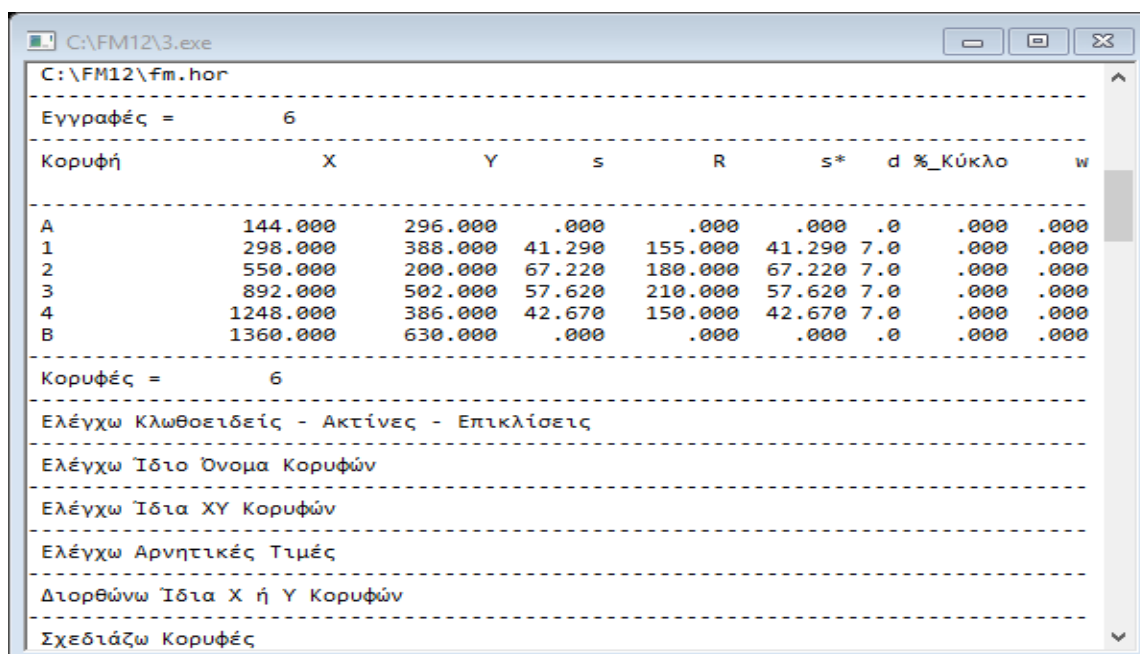 C:\FM12\3.exe
C:\FM12\fm.hor
Εγγραφές = 6
Κορυφή X Y s R s* d %_Κύκλο w
A 144.000 296.000 .000 .000 .000 .0 .000 .000
1 298.000 388.000 41.290 155.000 41.290 7.0 .000 .000
2 550.000 200.000 67.220 180.000 67.220 7.0 .000 .000
3 892.000 502.000 57.620 210.000 57.620 7.0 .000 .000
4 1248.000 386.000 42.670 150.000 42.670 7.0 .000 .000
B 1360.000 630.000 .000 .000 .000 .0 .000 .000
Κορυφές = 6
Ελέγχω Κλωθοειδείς - Ακτίνες - Επικλίσεις
Ελέγχω Ίδιο Όνομα Κορυφών
Ελέγχω Ίδια XY Κορυφών
Ελέγχω Αρνητικές Τιμές
Διορθώνω Ίδια X ή Y Κορυφών
Σχεδιάζω Κορυφές